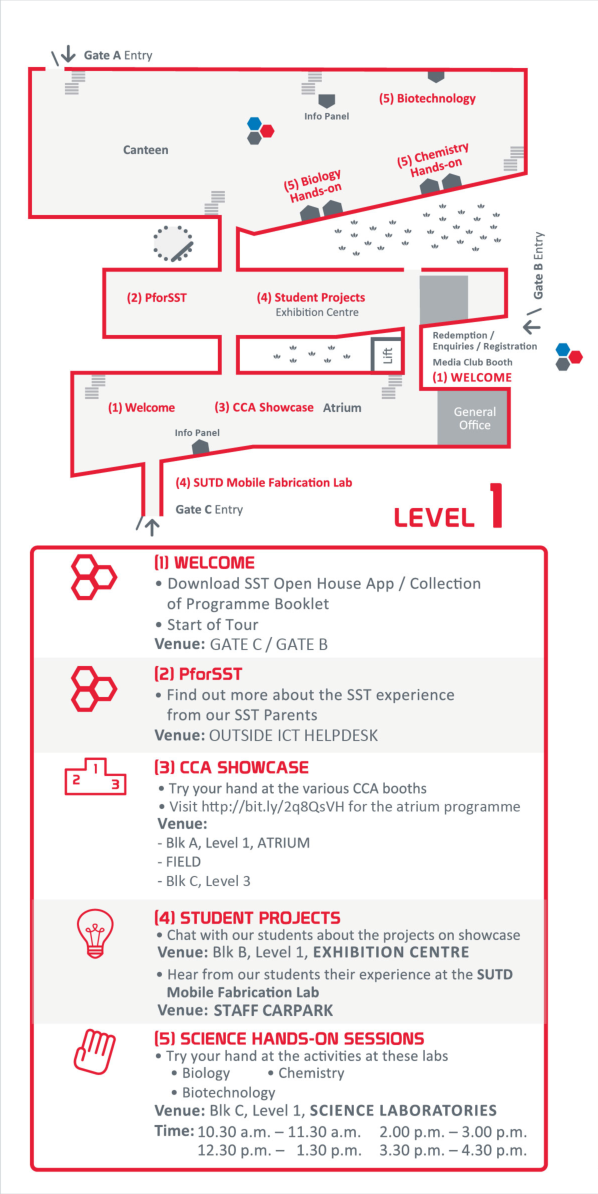 Gate A Entry
(5) Biotechnology
Info Panel
Canteen
(5) Chemistry
Hands-on
(5) Biology
Hands-on
Gate B Entry
(2) PforSST
(4) Student Projects
Exhibition Centre
Redemption /
Enquiries / Registration
Media Club Booth
(1) WELCOME
Lift
(1) Welcome
(3) CCA Showcase Atrium
General
Office
Info Panel
(4) SUTD Mobile Fabrication Lab
Gate C Entry
LEVEL 1
(1) WELCOME
• Download SST Open House App / Collection
of Programme Booklet
• Start of Tour
Venue: GATE C / GATE B
(2) PforSST
• Find out more about the SST experience
from our SST Parents
Venue: OUTSIDE ICT HELPDESK
1
2
3
(3) CCA SHOWCASE
• Try your hand at the various CCA booths
• Visit http://bit.ly/2q8QsVH for the atrium programme
Venue:
- Blk A, Level 1, ATRIUM
- FIELD
- Blk C, Level 3
(4) STUDENT PROJECTS
• Chat with our students about the projects on showcase
Venue: Blk B, Level 1, EXHIBITION CENTRE
• Hear from our students their experience at the SUTD
Mobile Fabrication Lab
Venue: STAFF CARPARK
(5) SCIENCE HANDS-ON SESSIONS
• Try your hand at the activities at these labs
• Biology • Chemistry
• Biotechnology
Venue: Blk C, Level 1, SCIENCE LABORATORIES
Time: 10.30 a.m. – 11.30 a.m. 2.00 p.m. – 3.00 p.m.
12.30 p.m. – 1.30 p.m. 3.30 p.m. – 4.30 p.m.